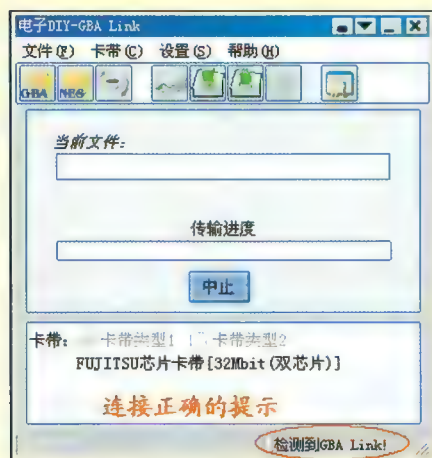 电子DIY-GBA Link
文件(F) 卡带(C) 设置(S) 帮助(H)
GBA NES
当前文件:
传输进度
中止
卡带: 卡带类型1 卡带类型2
FUJITSU芯片卡带[32Mbit(双芯片)]
连接正确的提示
检测到GBA Link!